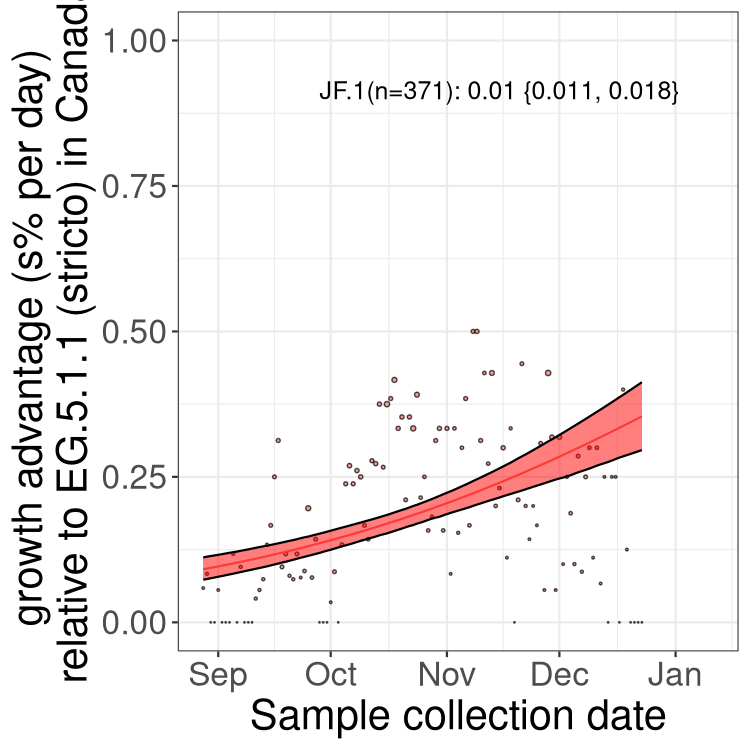 growth advantage (s% per day)
relative to EG.5.1.1 (stricto) in Canada
1.00
0.75
0.50
0.25
0.00
JF.1(n=371): 0.01 {0.011, 0.018}
Sep Oct Nov Dec Jan
Sample collection date